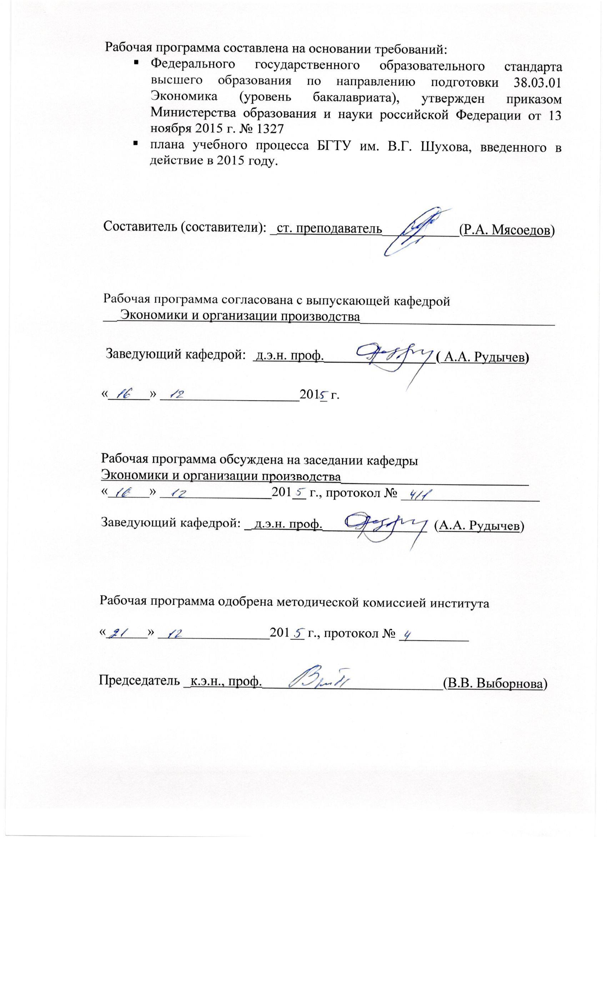 Рабочая программа составлена на основании требований:
▪ Федерального государственного образовательного стандарта
высшего образования по направлению подготовки 38.03.01
Экономика (уровень бакалавриата), утвержден приказом
Министерства образования и науки российской Федерации от 13
ноября 2015 г. № 1327
▪ плана учебного процесса БГТУ им. В.Г. Шухова, введенного в
действие в 2015 году.
Составитель (составители): ст. преподаватель (Р.А. Мясоедов)
Рабочая программа согласована с выпускающей кафедрой
Экономики и организации производства
Заведующий кафедрой: д.э.н. проф. ( А.А. Рудычев)
« 16 » 12 2015 г.
Рабочая программа обсуждена на заседании кафедры
Экономики и организации производства
« 16 » 12 2015 г., протокол № 4/1
Заведующий кафедрой: д.э.н. проф. (А.А. Рудычев)
Рабочая программа одобрена методической комиссией института
« 21 » 12 2015 г., протокол № 4
Председатель к.э.н., проф. (В.В. Выборнова)